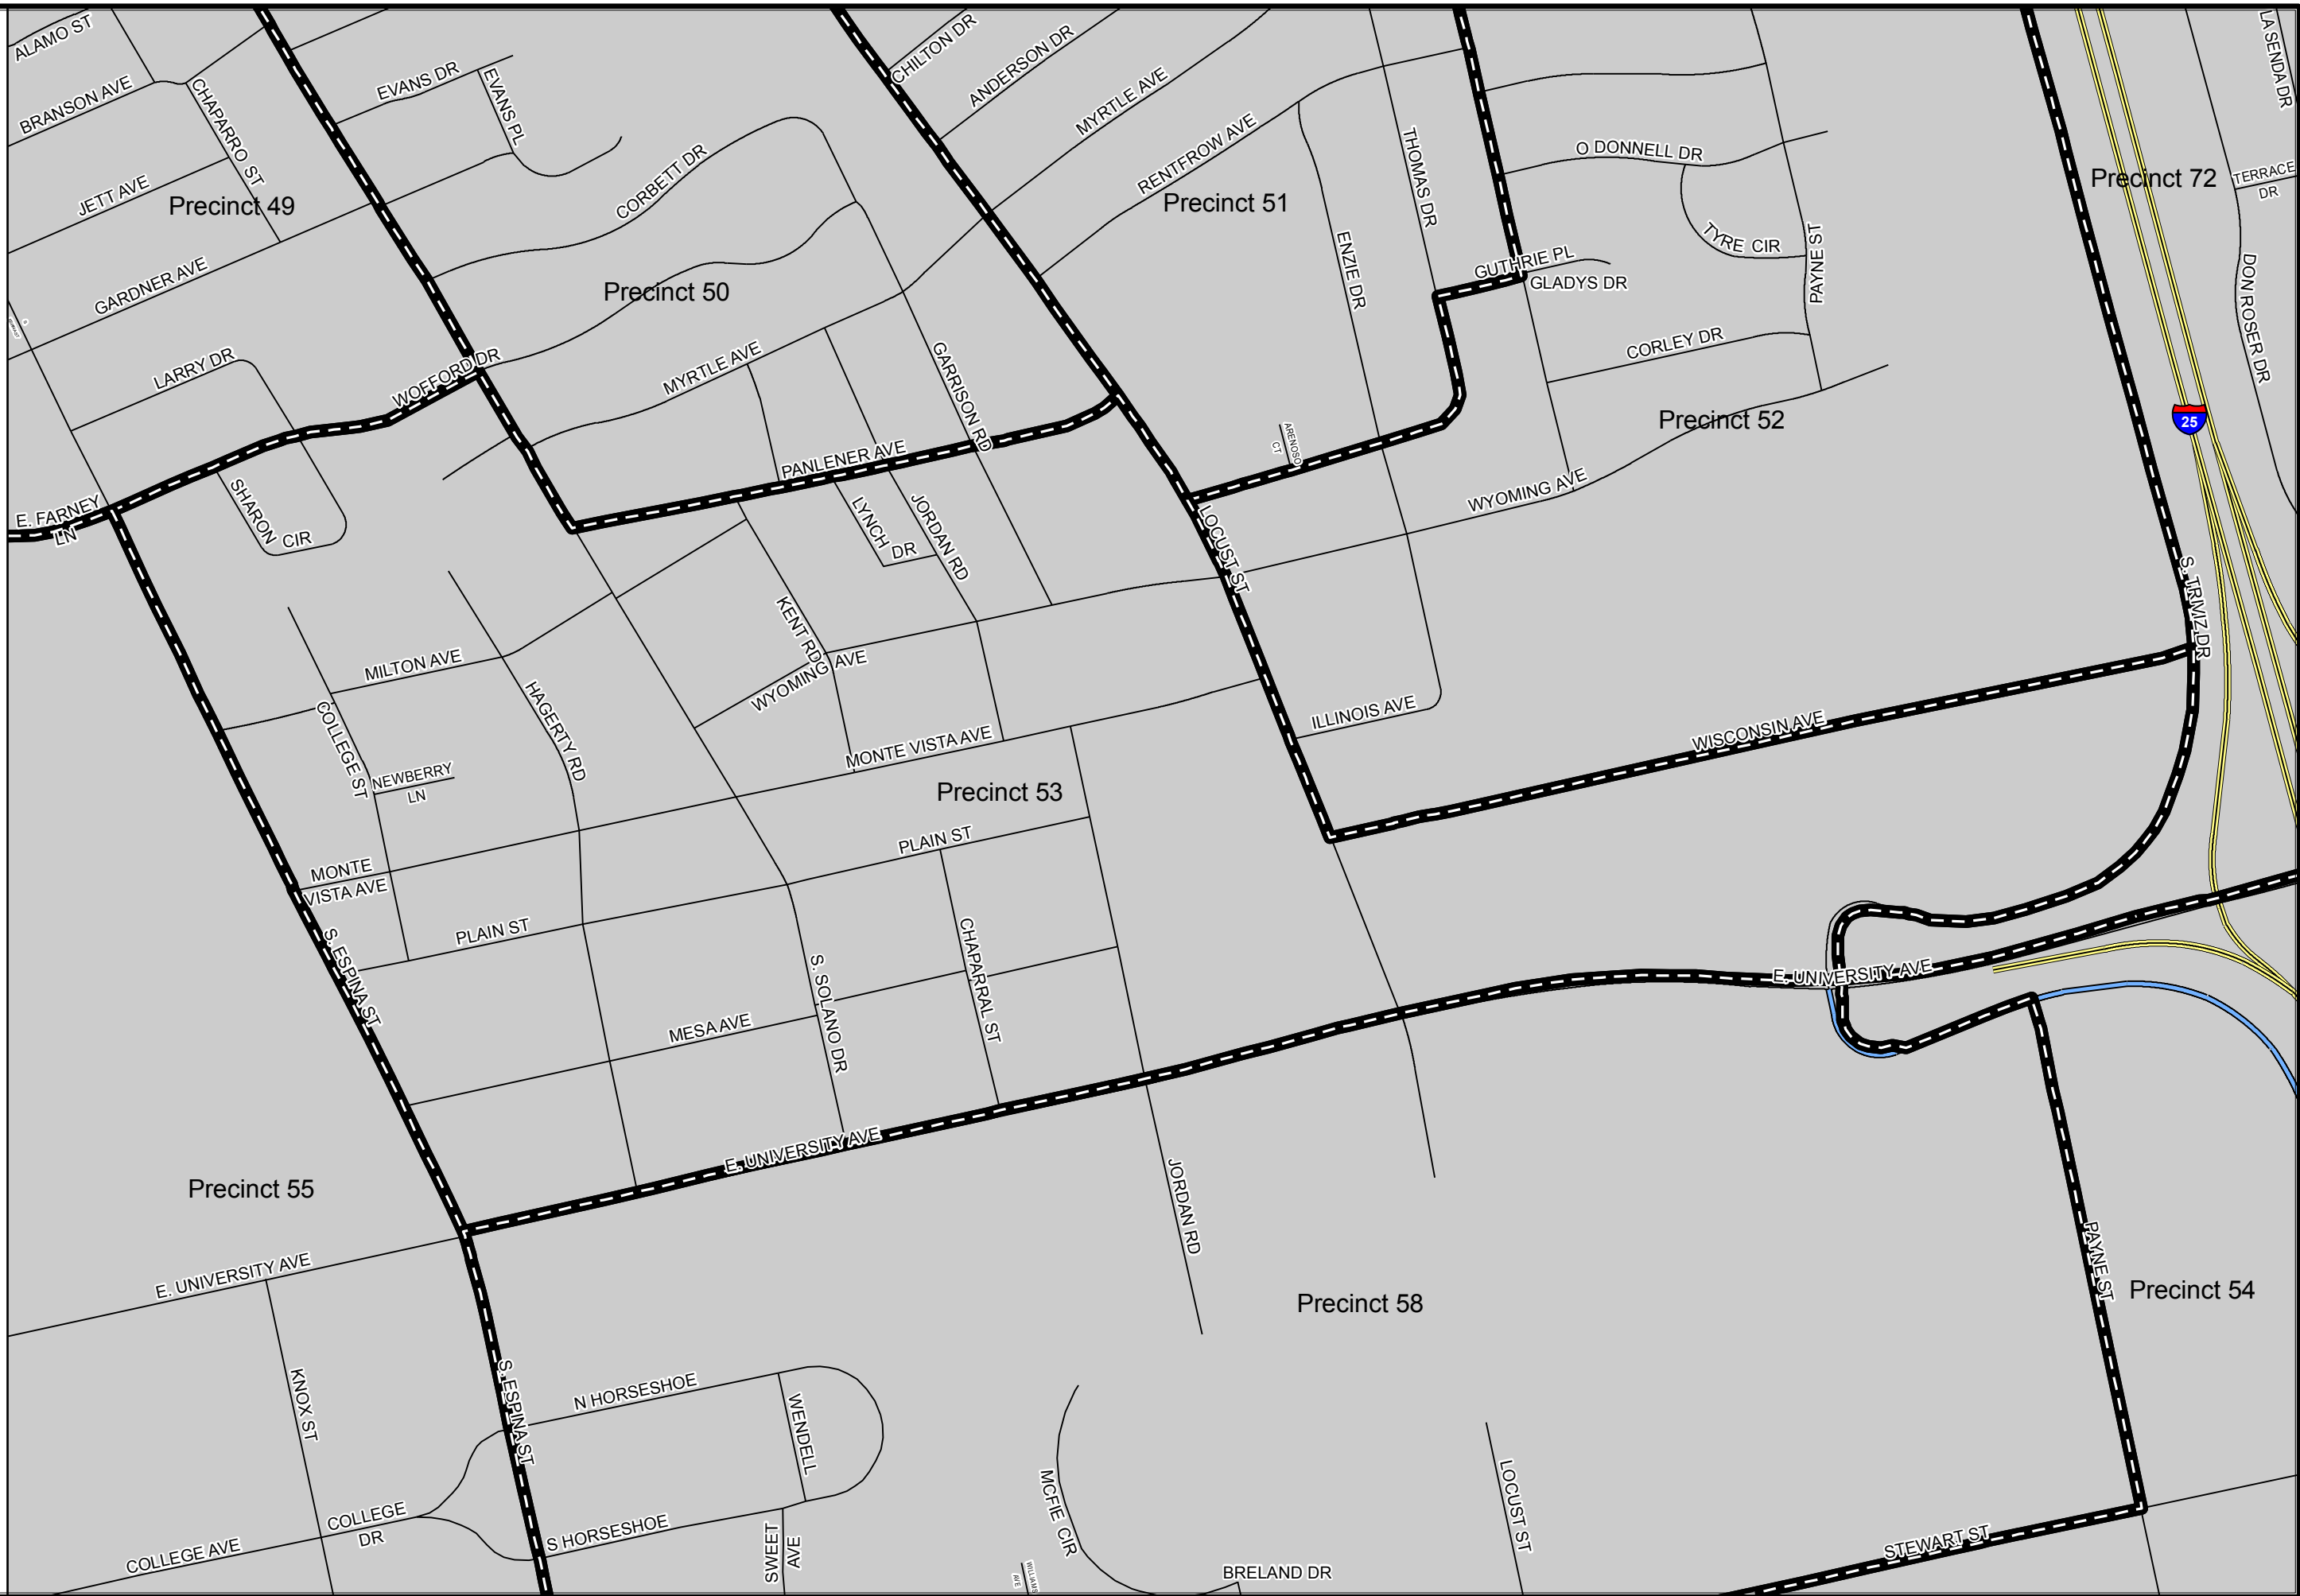 ALAMO ST
BRANSON AVE
CHAPARRO ST
JETT AVE
Precinct 49
GARDNER AVE
LARRY DR
EVANS DR
EVANS PL
CORBETT DR
Precinct 50
WOFFORD DR
MYRTLE AVE
GARRISON RD
PANLENER AVE
CHILTON DR
ANDERSON DR
MYRTLE AVE
RENTFROW AVE
Precinct 51
THOMAS DR
ENZIE DR
ARENOSO
CT
O DONNELL DR
TYRE CIR
PAYNE ST
GUTHRIE PL
GLADYS DR
CORLEY DR
Precinct 52
WYOMING AVE
Precinct 72
LA SENDA DR
TERRACE
DR
DON ROSER DR
25
S. TRIVIZ DR
E. FARNEY
LN
SHARON
CIR
LYNCH
DR
JORDAN RD
LOCUST ST
KENT RD
WYOMING AVE
MILTON AVE
HAGERTY RD
COLLEGE ST
NEWBERRY
LN
MONTE VISTA AVE
ILLINOIS AVE
WISCONSIN AVE
Precinct 53
PLAIN ST
MONTE
VISTA AVE
PLAIN ST
S. ESPINA ST
CHAPARRAL ST
S. SOLANO DR
MESA AVE
E. UNIVERSITY AVE
E. UNIVERSITY AVE
Precinct 55
JORDAN RD
PAYNE ST
Precinct 54
Precinct 58
E. UNIVERSITY AVE
KNOX ST
S. ESPINA ST
N HORSESHOE
WENDELL
MCFIE CIR
LOCUST ST
COLLEGE
DR
COLLEGE AVE
S HORSESHOE
SWEET
AVE
WILLIAMS
AVE
BRELAND DR
STEWART ST